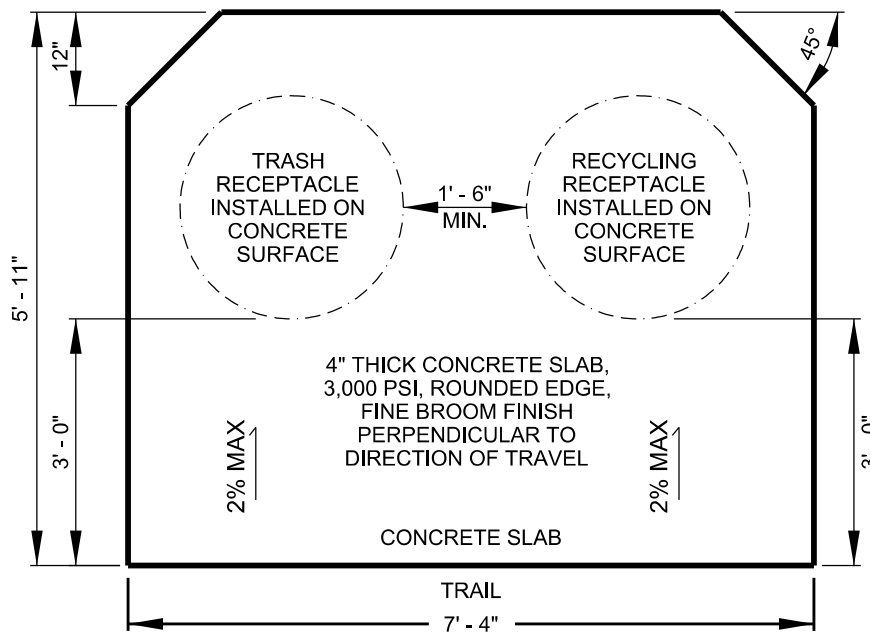 12"
45°
TRASH
RECEPTACLE
INSTALLED ON
CONCRETE
SURFACE
1' - 6"
MIN.
RECYCLING
RECEPTACLE
INSTALLED ON
CONCRETE
SURFACE
5' - 11"
3' - 0"
4" THICK CONCRETE SLAB,
3,000 PSI, ROUNDED EDGE,
FINE BROOM FINISH
PERPENDICULAR TO
DIRECTION OF TRAVEL
2% MAX
2% MAX
3' - 0"
CONCRETE SLAB
TRAIL
7' - 4"